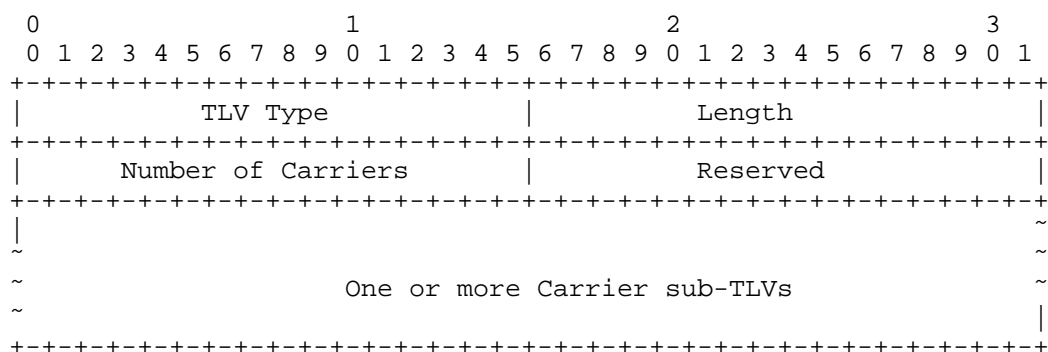 0                   1                   2                   3
 0 1 2 3 4 5 6 7 8 9 0 1 2 3 4 5 6 7 8 9 0 1 2 3 4 5 6 7 8 9 0 1
+-+-+-+-+-+-+-+-+-+-+-+-+-+-+-+-+-+-+-+-+-+-+-+-+-+-+-+-+-+-+-+-+
|           TLV Type            |          Length               |
+-+-+-+-+-+-+-+-+-+-+-+-+-+-+-+-+-+-+-+-+-+-+-+-+-+-+-+-+-+-+-+-+
|      Number of Carriers       |          Reserved             |
+-+-+-+-+-+-+-+-+-+-+-+-+-+-+-+-+-+-+-+-+-+-+-+-+-+-+-+-+-+-+-+-+
|                                                               ~
~                                                               ~
~                    One or more Carrier sub-TLVs               ~
~                                                               |
+-+-+-+-+-+-+-+-+-+-+-+-+-+-+-+-+-+-+-+-+-+-+-+-+-+-+-+-+-+-+-+-+